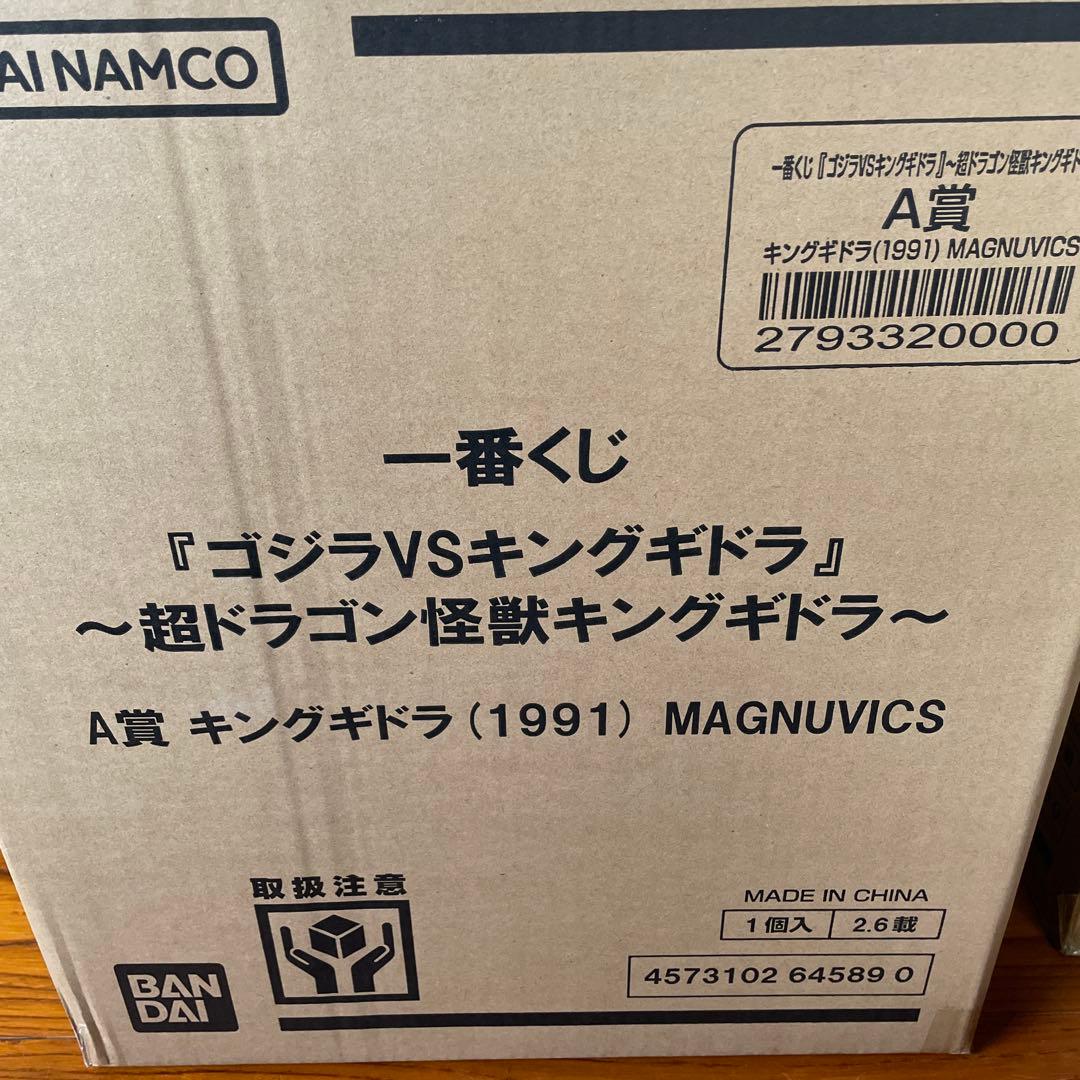 AI NAMCO
一番くじ『ゴジラVSキングギドラ』~超ドラゴン怪獣キングギド
A賞
キングギドラ(1991) MAGNUVICS
2793320000
一番くじ
『ゴジラVSキングギドラ』
～超ドラゴン怪獣キングギドラ～
A賞 キングギドラ(1991) MAGNUVICS
取扱注意
MADE IN CHINA
1個入 2.6載
4573102 64589 0
BAN
DAI